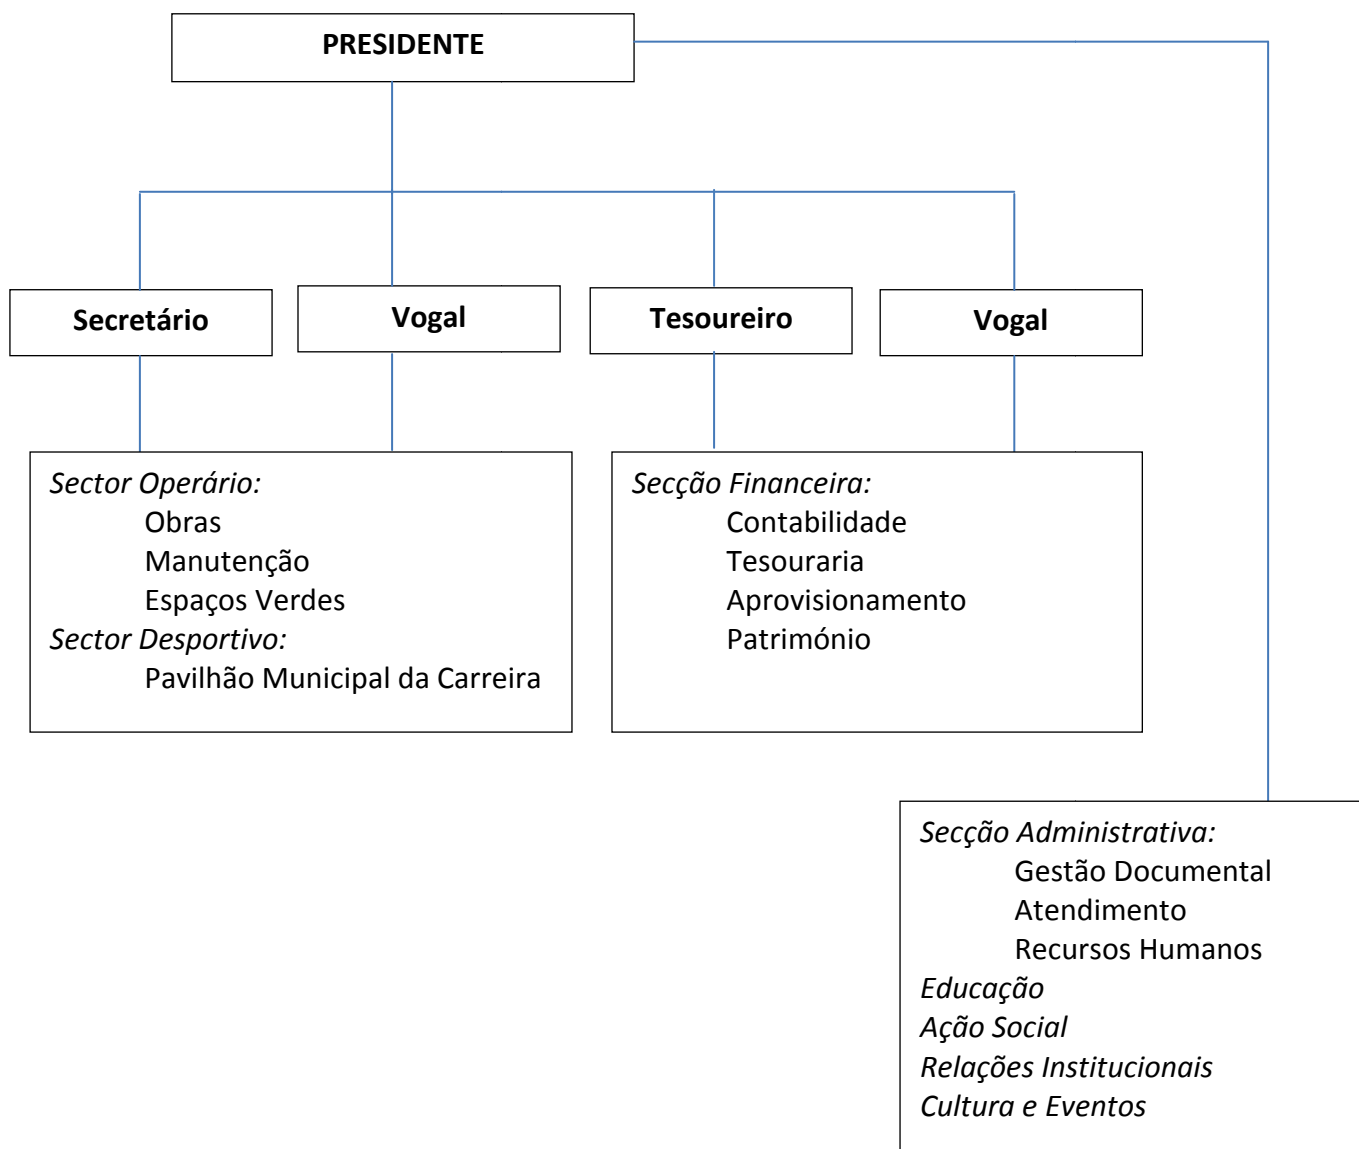 PRESIDENTE
Secretário
Vogal
Tesoureiro
Vogal
Sector Operário:
Obras
Manutenção
Espaços Verdes
Sector Desportivo:
Pavilhão Municipal da Carreira
Secção Financeira:
Contabilidade
Tesouraria
Aprovisionamento
Património
Secção Administrativa:
Gestão Documental
Atendimento
Recursos Humanos
Educação
Ação Social
Relações Institucionais
Cultura e Eventos